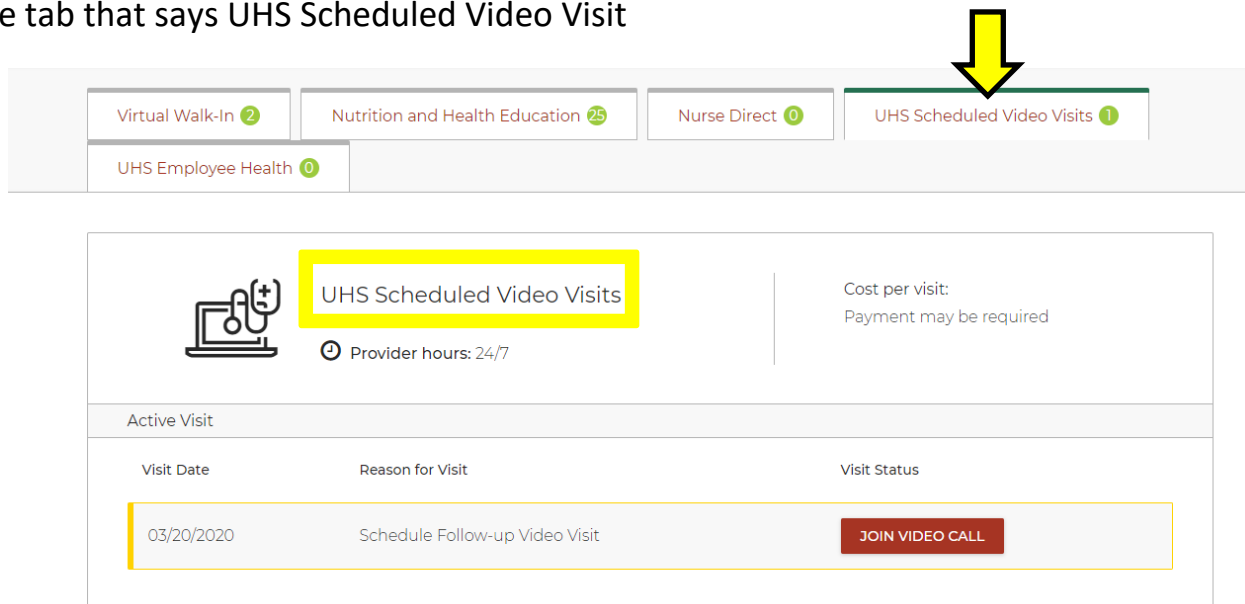 e tab that says UHS Scheduled Video Visit
Virtual Walk-In 2
Nutrition and Health Education 25
Nurse Direct 0
UHS Scheduled Video Visits 1
UHS Employee Health 0
UHS Scheduled Video Visits
Provider hours: 24/7
Cost per visit:
Payment may be required
Active Visit
Visit Date Reason for Visit Visit Status
03/20/2020 Schedule Follow-up Video Visit JOIN VIDEO CALL